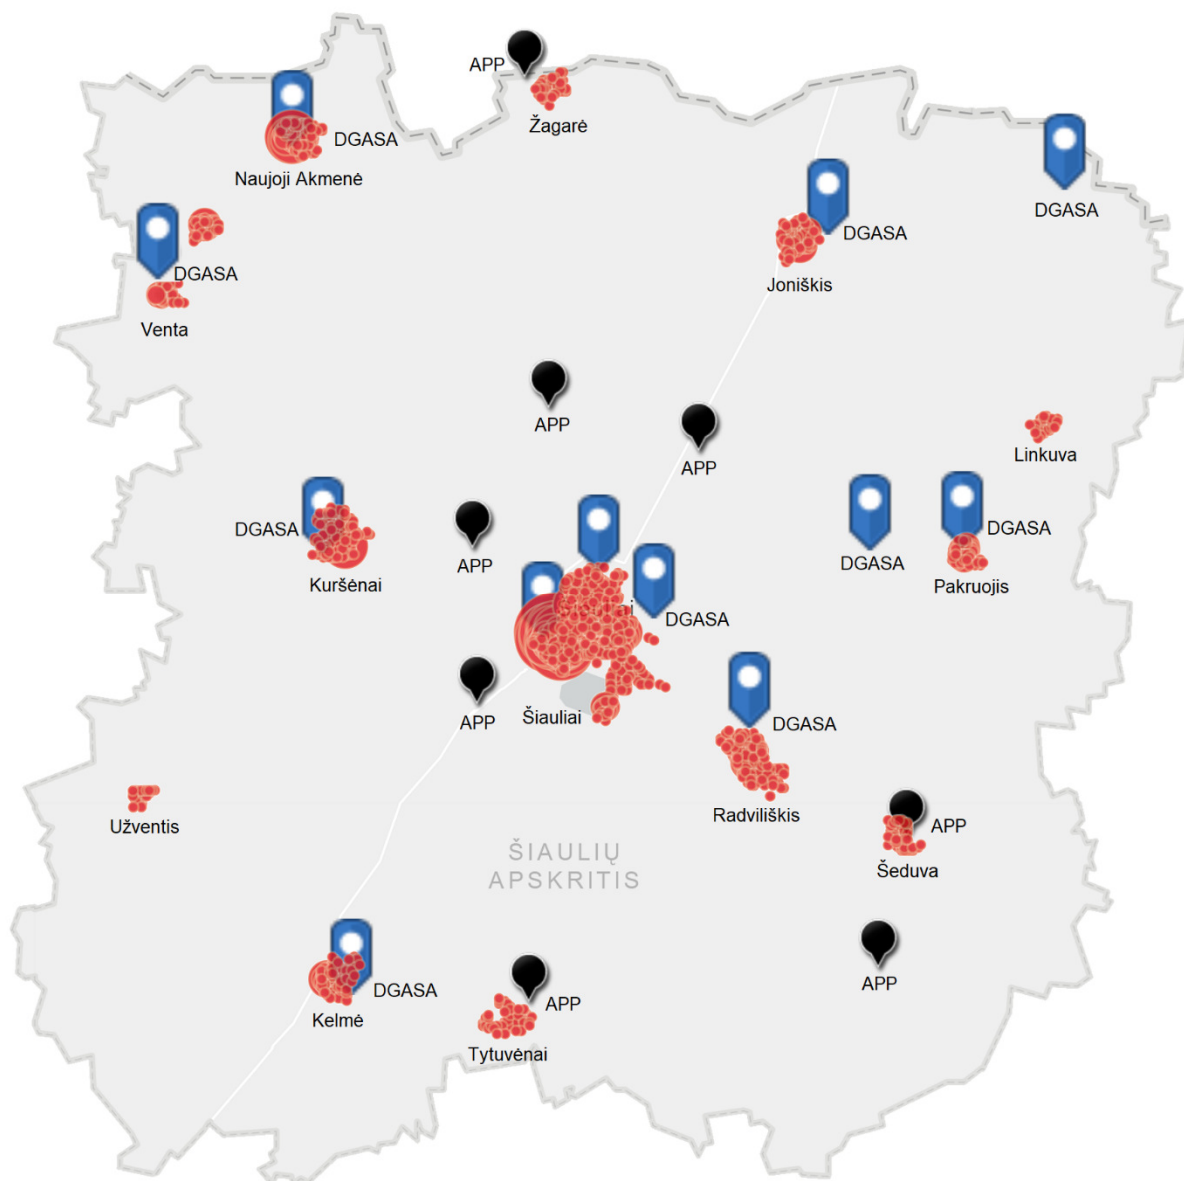 APP
Žagarė
DGASA
Naujoji Akmenė
DGASA
DGASA
Joniškis
DGASA
Venta
APP
APP
Linkuva
DGASA
Kuršėnai
APP
DGASA
DGASA
Pakruojis
DGASA
APP
Šiauliai
DGASA
Radviliškis
Užventis
APP
Šeduva
ŠIAULIŲ
APSKRITIS
DGASA
Kelmė
APP
Tytuvėnai
APP